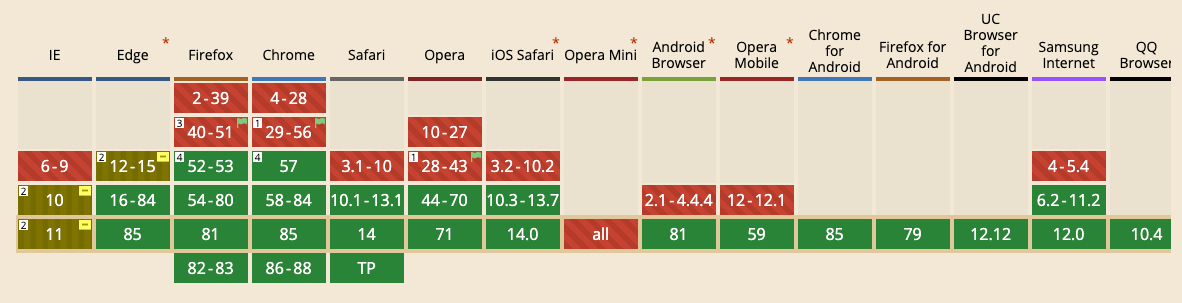 IE
Edge *
Firefox
Chrome
Safari
Opera
iOS Safari *
Opera Mini *
Android * Browser
Opera * Mobile
Chrome for Android
Firefox for Android
UC Browser for Android
Samsung Internet
QQ Browser
2-39 4-28
3 40-51 1 29-56 10-27
6-9 2 12-15 4 52-53 4 57 3.1-10 1 28-43 3.2-10.2 4-5.4
2 10 16-84 54-80 58-84 10.1-13.1 44-70 10.3-13.7 2.1-4.4.4 12-12.1 6.2-11.2
2 11 85 81 85 14 71 14.0 all 81 59 85 79 12.12 12.0 10.4
82-83 86-88 TP